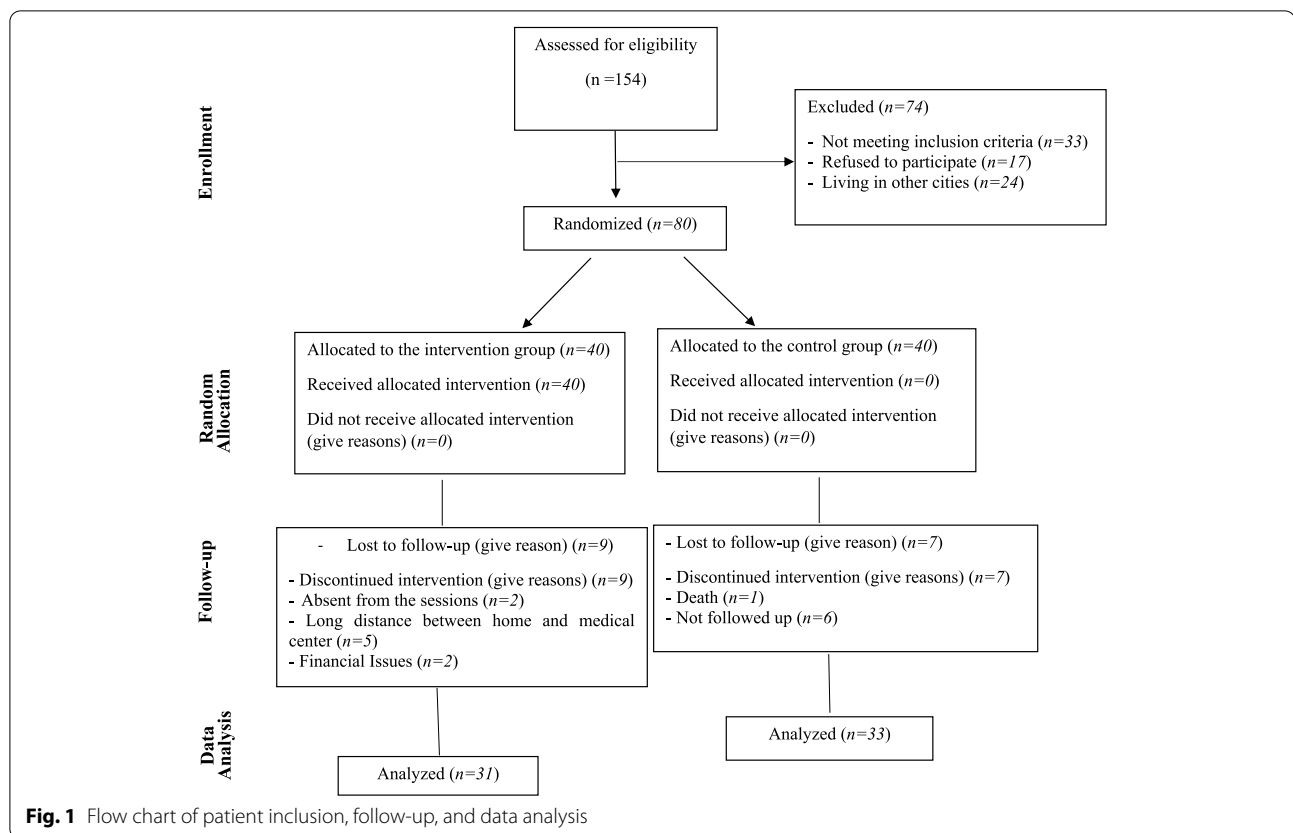 Assessed for eligibility
(n =154)
Enrollment
Excluded (n=74)
- Not meeting inclusion criteria (n=33)
- Refused to participate (n=17)
- Living in other cities (n=24)
Randomized (n=80)
Random
Allocation
Allocated to the intervention group (n=40)
Received allocated intervention (n=40)
Did not receive allocated intervention
(give reasons) (n=0)
Allocated to the control group (n=40)
Received allocated intervention (n=0)
Did not receive allocated intervention
(give reasons) (n=0)
Follow-up
- Lost to follow-up (give reason) (n=9)
- Discontinued intervention (give reasons) (n=9)
- Absent from the sessions (n=2)
- Long distance between home and medical
center (n=5)
- Financial Issues (n=2)
- Lost to follow-up (give reason) (n=7)
- Discontinued intervention (give reasons) (n=7)
- Death (n=1)
- Not followed up (n=6)
Data
Analysis
Analyzed (n=31)
Analyzed (n=33)
Fig. 1 Flow chart of patient inclusion, follow-up, and data analysis